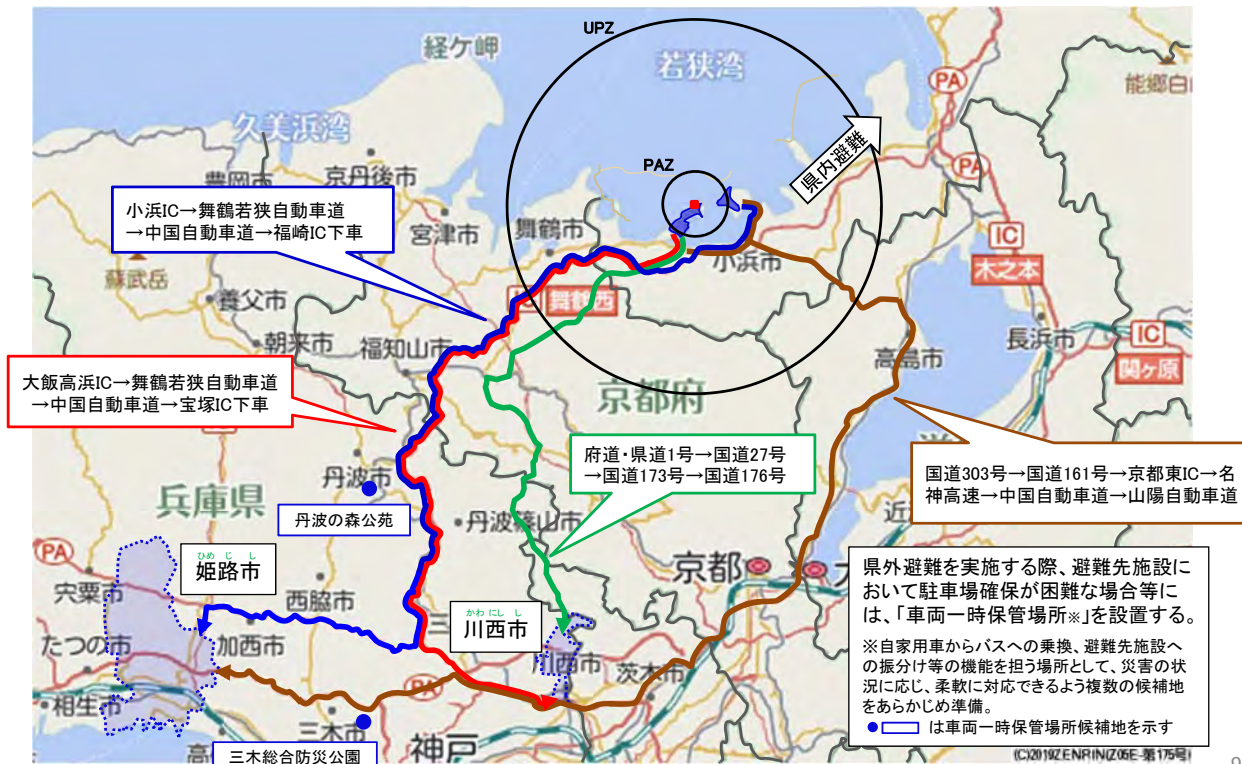 UPZ
経ケ岬
若狭湾
PA
能郷白
久美浜湾
県内避難
PAZ
PA
豊岡市
京丹後市
小浜IC→舞鶴若狭自動車道
→中国自動車道→福崎IC下車
宮津市
舞鶴市
小浜市
IC
木之本
蘇武岳
養父市
IC
舞鶴西
長浜市
IC
関ヶ原
朝来市
福知山市
高島市
大飯高浜IC→舞鶴若狭自動車道
→中国自動車道→宝塚IC下車
京都府
府道・県道1号→国道27号
→国道173号→国道176号
国道303号→国道161号→京都東IC→名
神高速→中国自動車道→山陽自動車道
丹波市
兵庫県
丹波の森公苑
丹波篠山市
近
PA
宍粟市
ひめじし
姫路市
京都
西脇市
かわにしし
川西市
三
県外避難を実施する際、避難先施設に
おいて駐車場確保が困難な場合等に
は、「車両一時保管場所※」を設置する。
※自家用車からバスへの乗換、避難先施設へ
の振分け等の機能を担う場所として、災害の状
況に応じ、柔軟に対応できるよう複数の候補地
をあらかじめ準備。
は車両一時保管場所候補地を示す
たつの市
加西市
川西市
茨木市
PA
相生市
三木市
高
神戸
三木総合防災公園
(C)2019ZENRIN(Z05E-第175号)